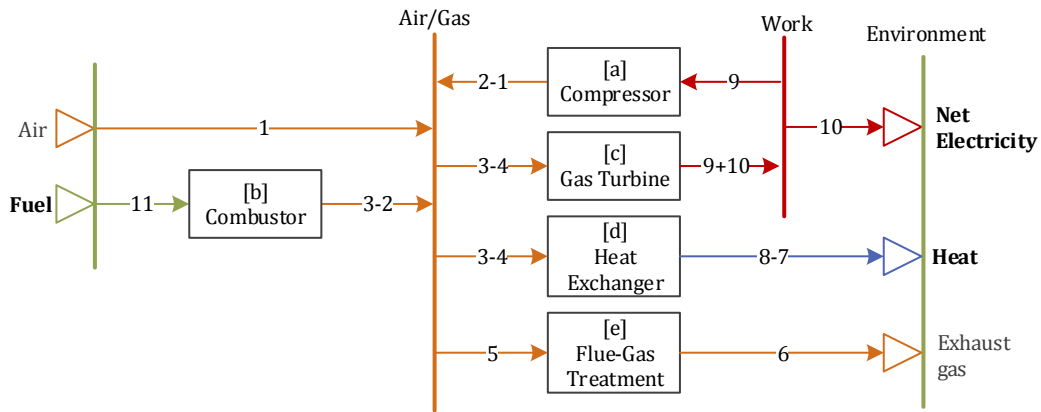 Air/Gas
Work
Environment
[a]
Compressor
2-1
9
Air
1
10
Net
Electricity
[c]
Gas Turbine
3-4
9+10
Fuel
11
[b]
Combustor
3-2
[d]
Heat
Exchanger
3-4
8-7
Heat
[e]
Flue-Gas
Treatment
5
6
Exhaust
gas